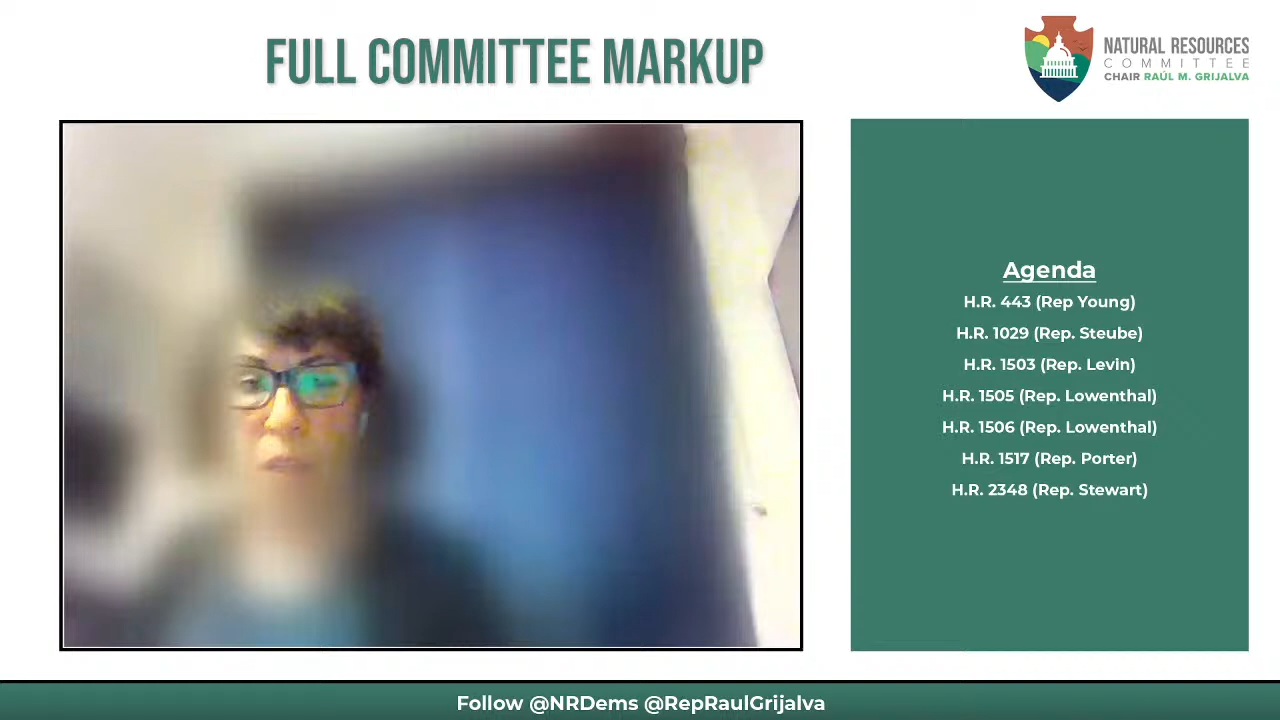 FULL COMMITTEE MARKUP
NATURAL RESOURCES
COMMITTEE
CHAIR RAÚL M. GRIJALVA
Agenda
H.R. 443 (Rep Young)
H.R. 1029 (Rep. Steube)
H.R. 1503 (Rep. Levin)
H.R. 1505 (Rep. Lowenthal)
H.R. 1506 (Rep. Lowenthal)
H.R. 1517 (Rep. Porter)
H.R. 2348 (Rep. Stewart)
Follow @NRDems @RepRaulGrijalva